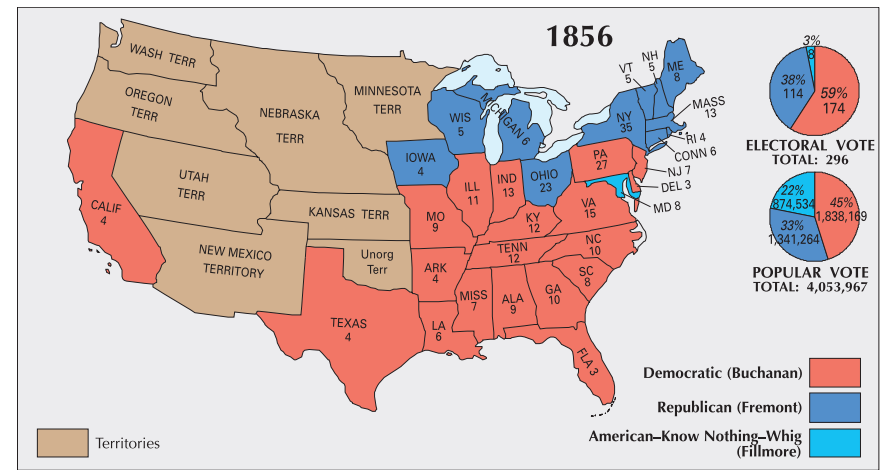 1856
WASH TERR
OREGON
TERR
NEBRASKA
TERR
MINNESOTA
TERR
UTAH
TERR
KANSAS TERR
NEW MEXICO
TERRITORY
Unorg
Terr
CALIF
4
TEXAS
4
WIS
5
MICHIGAN 6
IOWA
4
ILL
11
IND
13
OHIO
23
MO
9
KY
12
TENN
12
ARK
4
LA
6
MISS
7
ALA
9
GA
10
FLA 3
SC
8
NC
10
VA
15
PA
27
NY
35
VT
5
NH
5
ME
8
MASS
13
RI 4
CONN 6
NJ 7
DEL 3
MD 8
3%
8
38%
114
59%
174
ELECTORAL VOTE
TOTAL: 296
22%
874,534
45%
1,838,169
33%
1,341,264
POPULAR VOTE
TOTAL: 4,053,967
Democratic (Buchanan)
Republican (Fremont)
American–Know Nothing–Whig
(Fillmore)
Territories